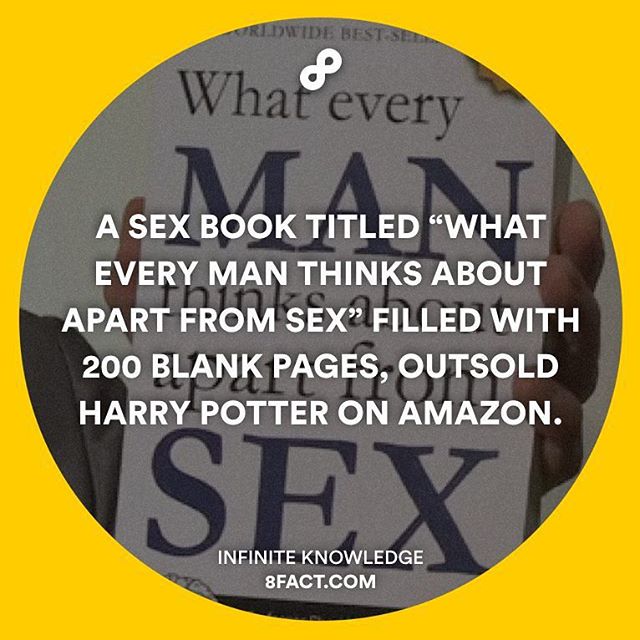 WORLDWIDE BEST-SELL
What every
MAN
A SEX BOOK TITLED “WHAT
EVERY MAN THINKS ABOUT
thinks about
APART FROM SEX” FILLED WITH
200 BLANK PAGES, OUTSOLD
apart from
HARRY POTTER ON AMAZON.
SEX
INFINITE KNOWLEDGE
8FACT.COM